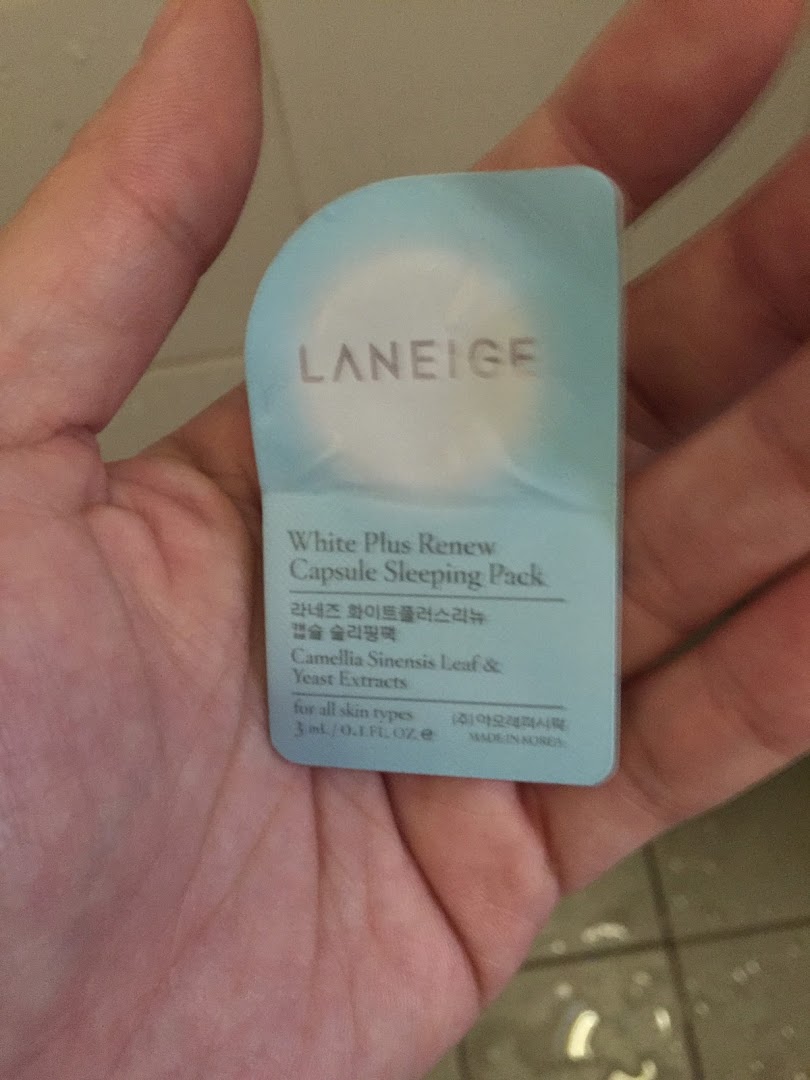 LANEIGE
White Plus Renew
Capsule Sleeping Pack
라네즈 화이트플러스리뉴
캡슐 슬리핑팩
Camellia Sinensis Leaf &
Yeast Extracts
for all skin types
3 mL / 0.1 FL. OZ. ℮
(주)아모레퍼시픽
MADE IN KOREA